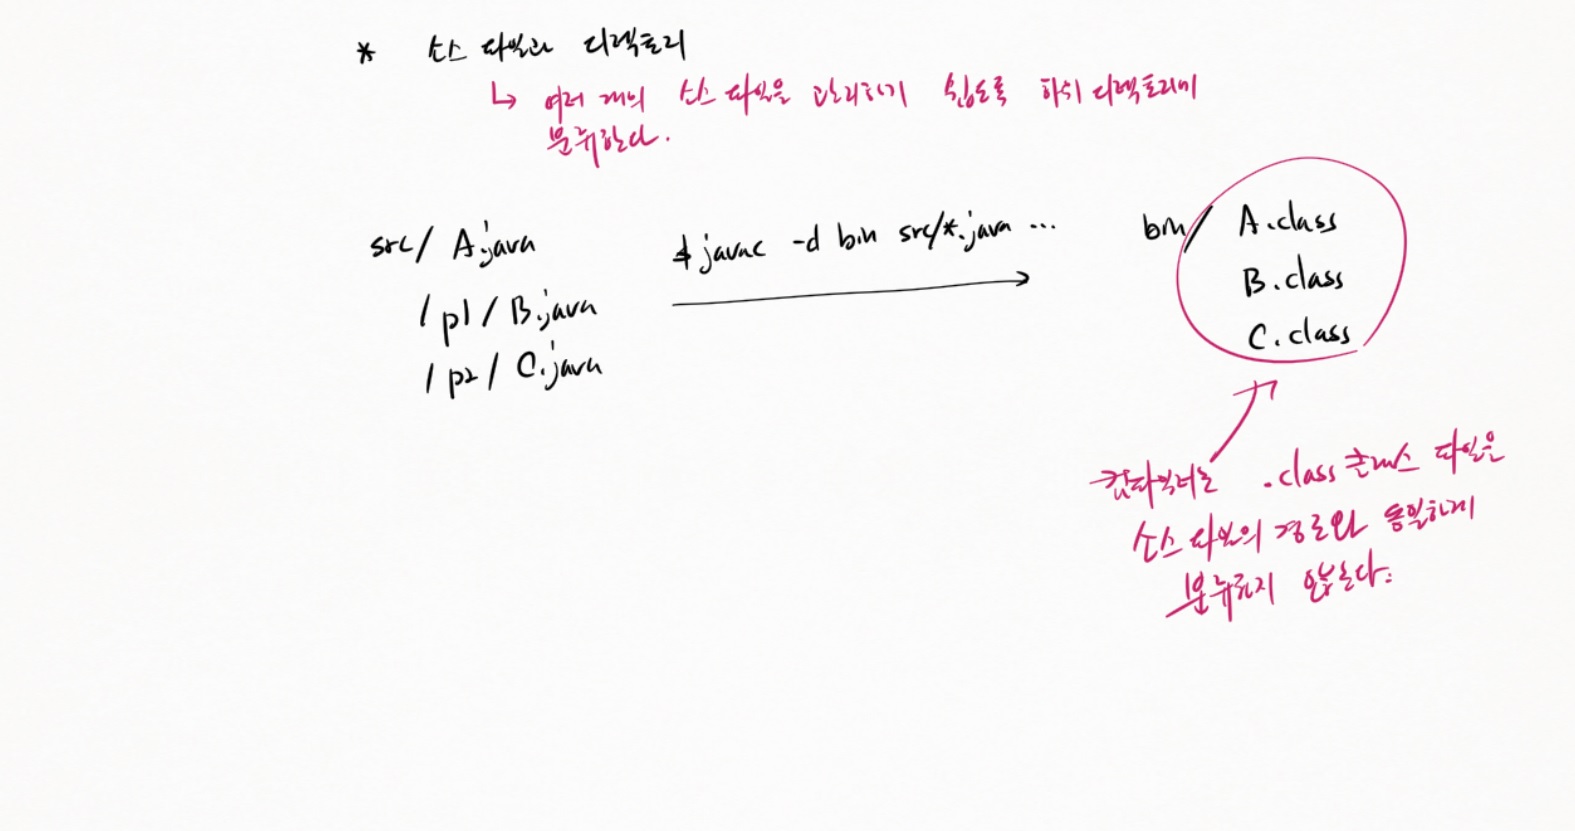 * 소스 파일과 디렉토리
↳ 여러 개의 소스 파일을 관리하기 쉽도록 하위 디렉토리에
분류한다.
src/ A.java
/ p1 / B.java
/ p2 / C.java
$ javac -d bin src/*.java ...
bin/ A.class
B.class
C.class
컴파일러는 .class 클래스 파일은
소스 파일의 경로와 동일하게
분류하지 않는다.